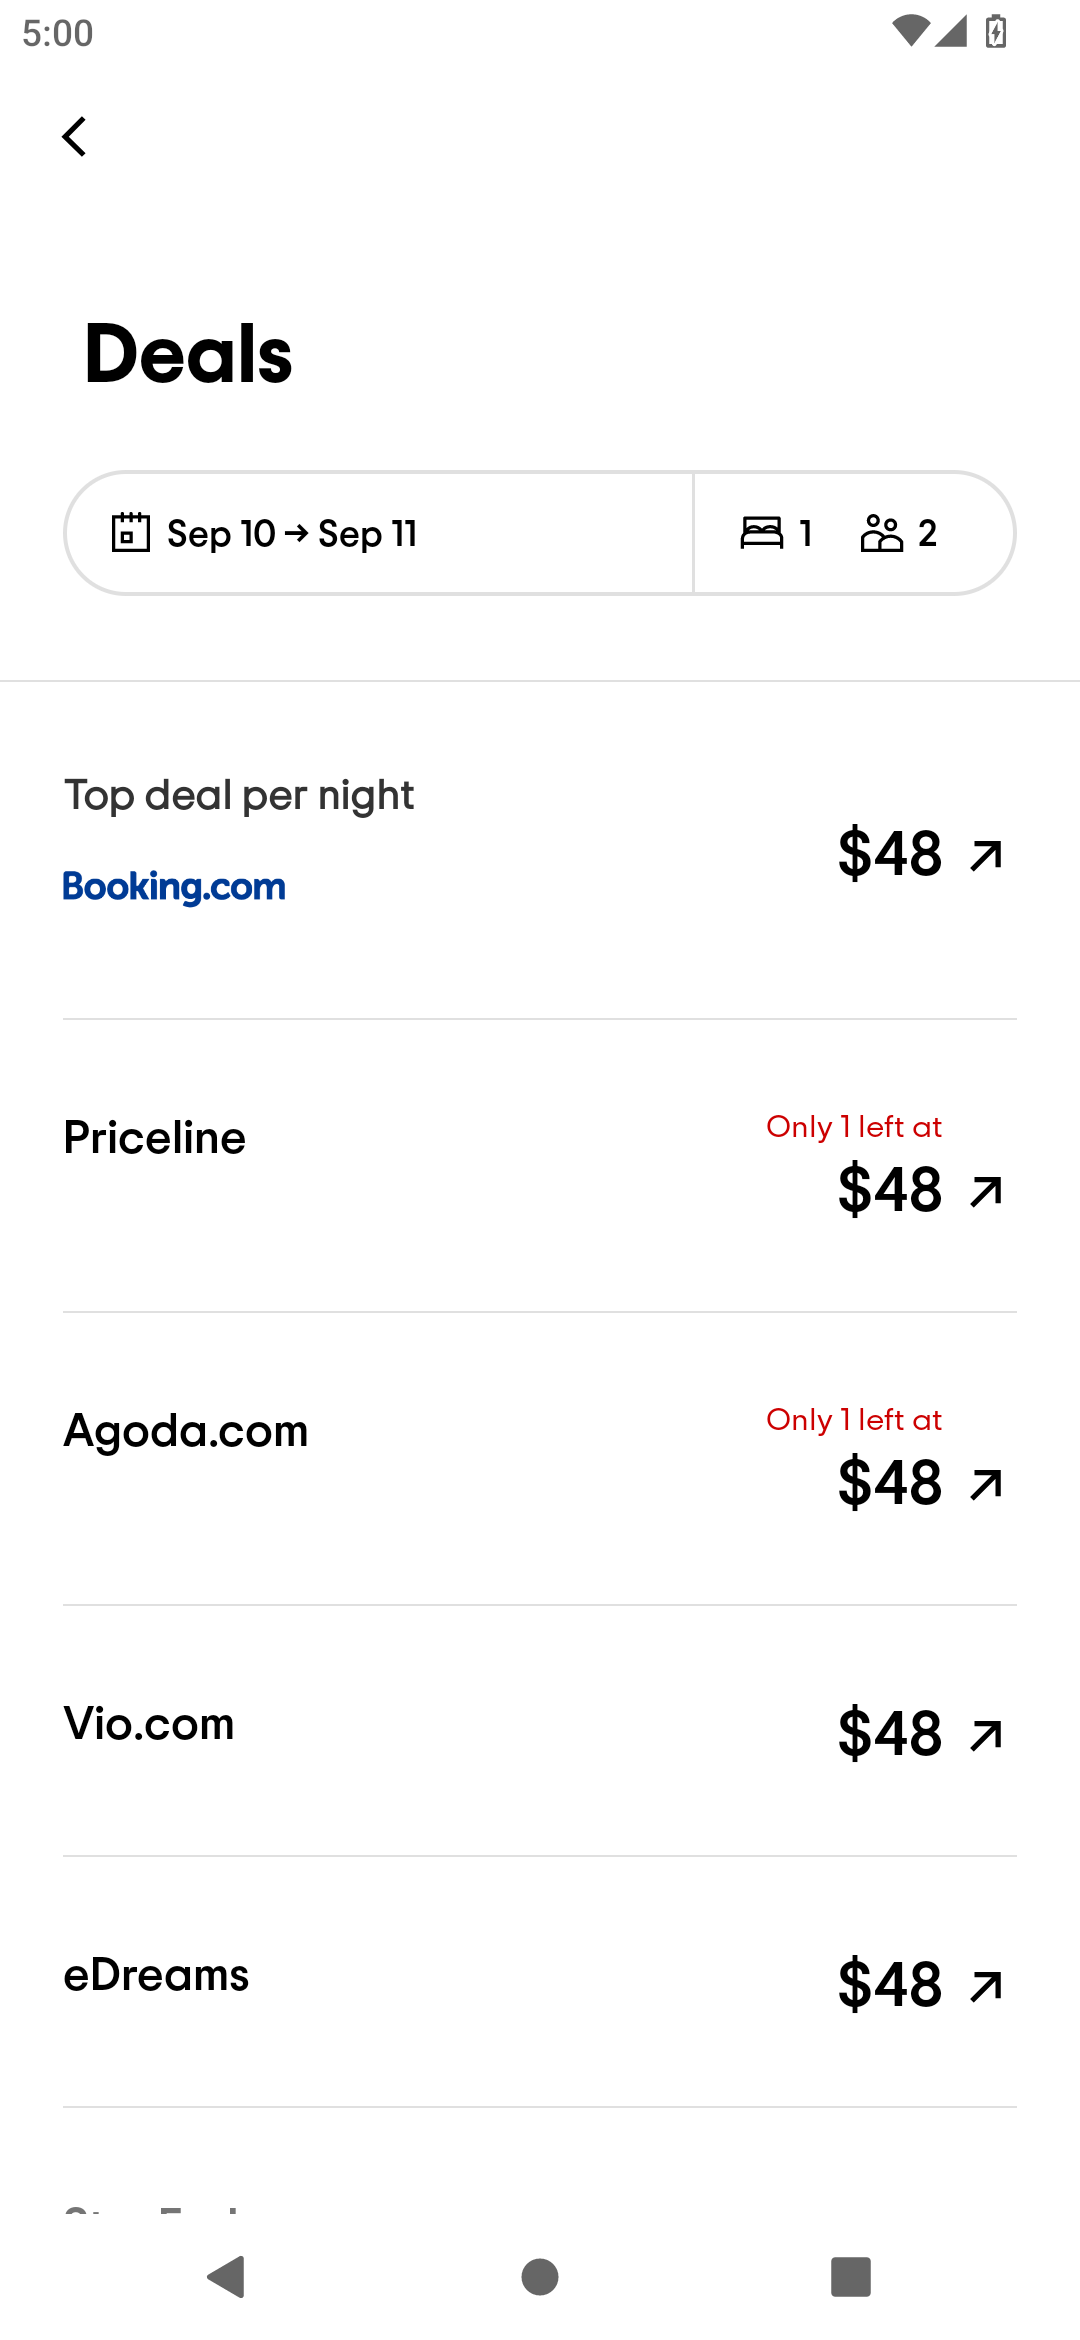 5:00
Deals
Sep 10 → Sep 11
1
2
Top deal per night
Booking.com
$48
Priceline
Only 1 left at
$48
Agoda.com
Only 1 left at
$48
Vio.com
$48
eDreams
$48